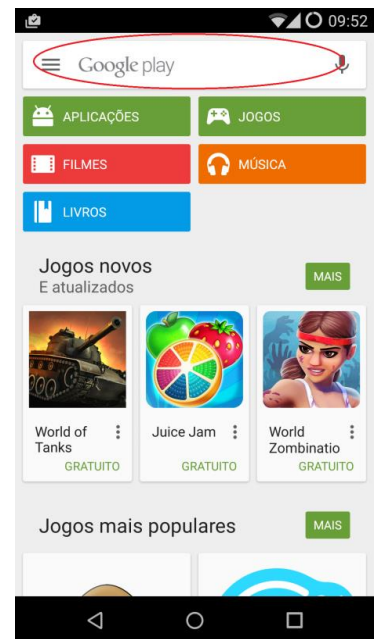 09:52
Google play
APLICAÇÕES
JOGOS
FILMES
MÚSICA
LIVROS
Jogos novos
E atualizados
MAIS
World of
Tanks
GRATUITO
Juice Jam
GRATUITO
World
Zombinatio
GRATUITO
Jogos mais populares
MAIS